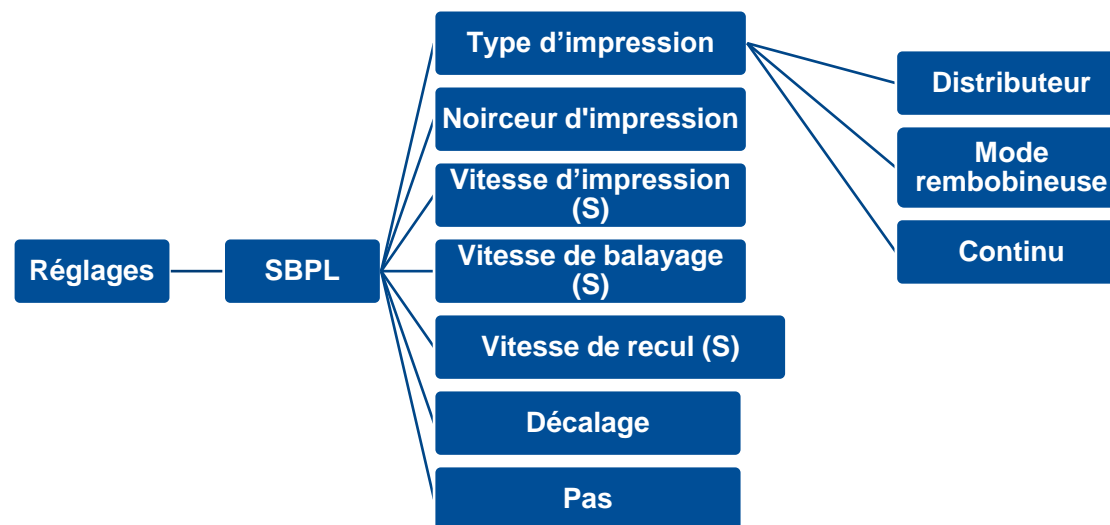 Réglages
SBPL
Type d’impression
Noirceur d'impression
Vitesse d’impression
(S)
Vitesse de balayage
(S)
Vitesse de recul (S)
Décalage
Pas
Distributeur
Mode
rembobineuse
Continu